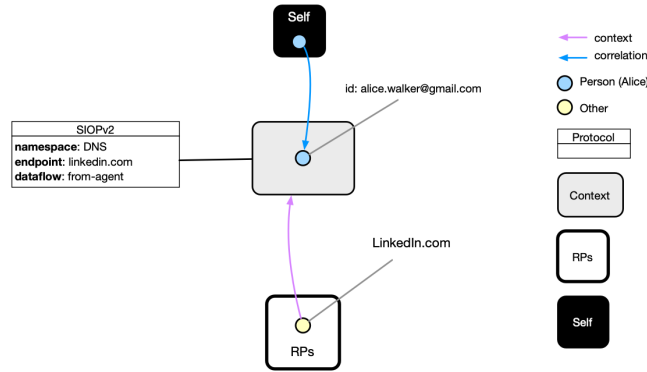 Self
context
correlation
id: alice.walker@gmail.com
Person (Alice)
Other
SIOPv2
namespace: DNS
endpoint: linkedin.com
dataflow: from-agent
Protocol
Context
LinkedIn.com
RPs
RPs
Self